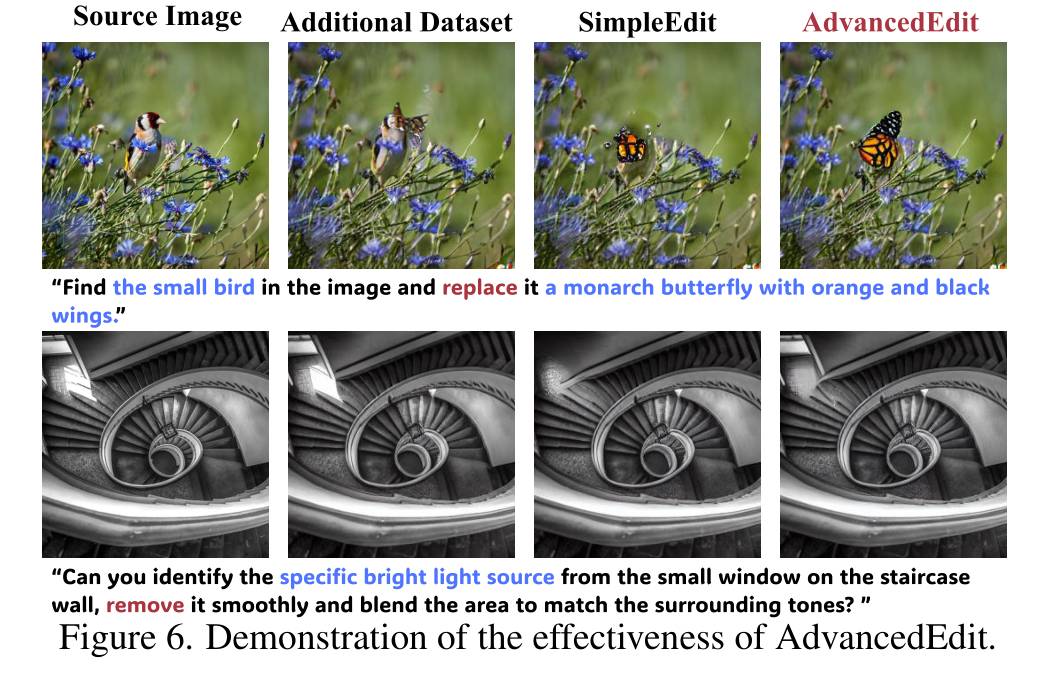 Source Image Additional Dataset SimpleEdit AdvancedEdit
“Find the small bird in the image and replace it a monarch butterfly with orange and black
wings.”
“Can you identify the specific bright light source from the small window on the staircase
wall, remove it smoothly and blend the area to match the surrounding tones? ”
Figure 6. Demonstration of the effectiveness of AdvancedEdit.